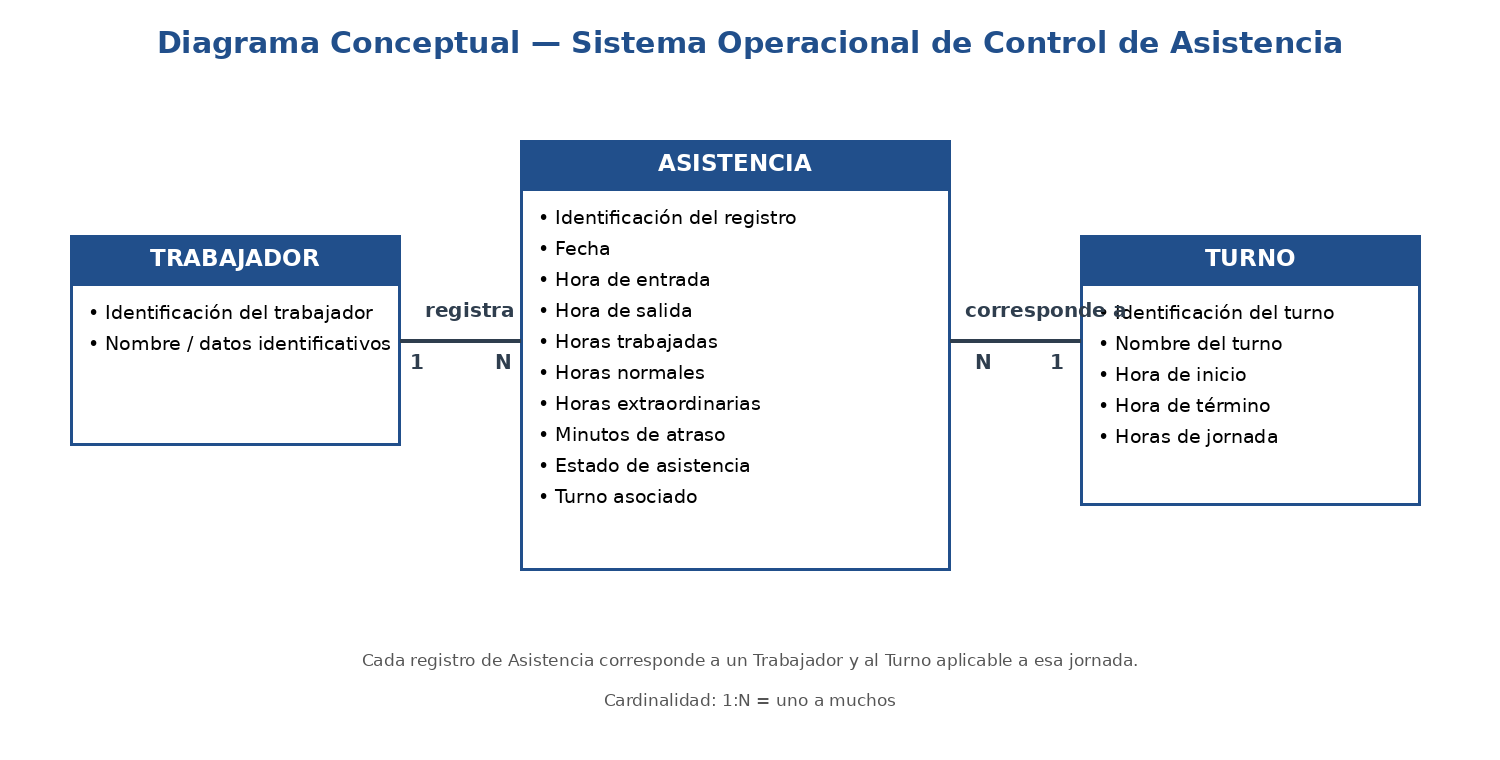 Diagrama Conceptual — Sistema Operacional de Control de Asistencia
TRABAJADOR
• Identificación del trabajador
• Nombre / datos identificativos
registra
1 N
ASISTENCIA
• Identificación del registro
• Fecha
• Hora de entrada
• Hora de salida
• Horas trabajadas
• Horas normales
• Horas extraordinarias
• Minutos de atraso
• Estado de asistencia
• Turno asociado
corresponde a
N 1
TURNO
• Identificación del turno
• Nombre del turno
• Hora de inicio
• Hora de término
• Horas de jornada
Cada registro de Asistencia corresponde a un Trabajador y al Turno aplicable a esa jornada.
Cardinalidad: 1:N = uno a muchos